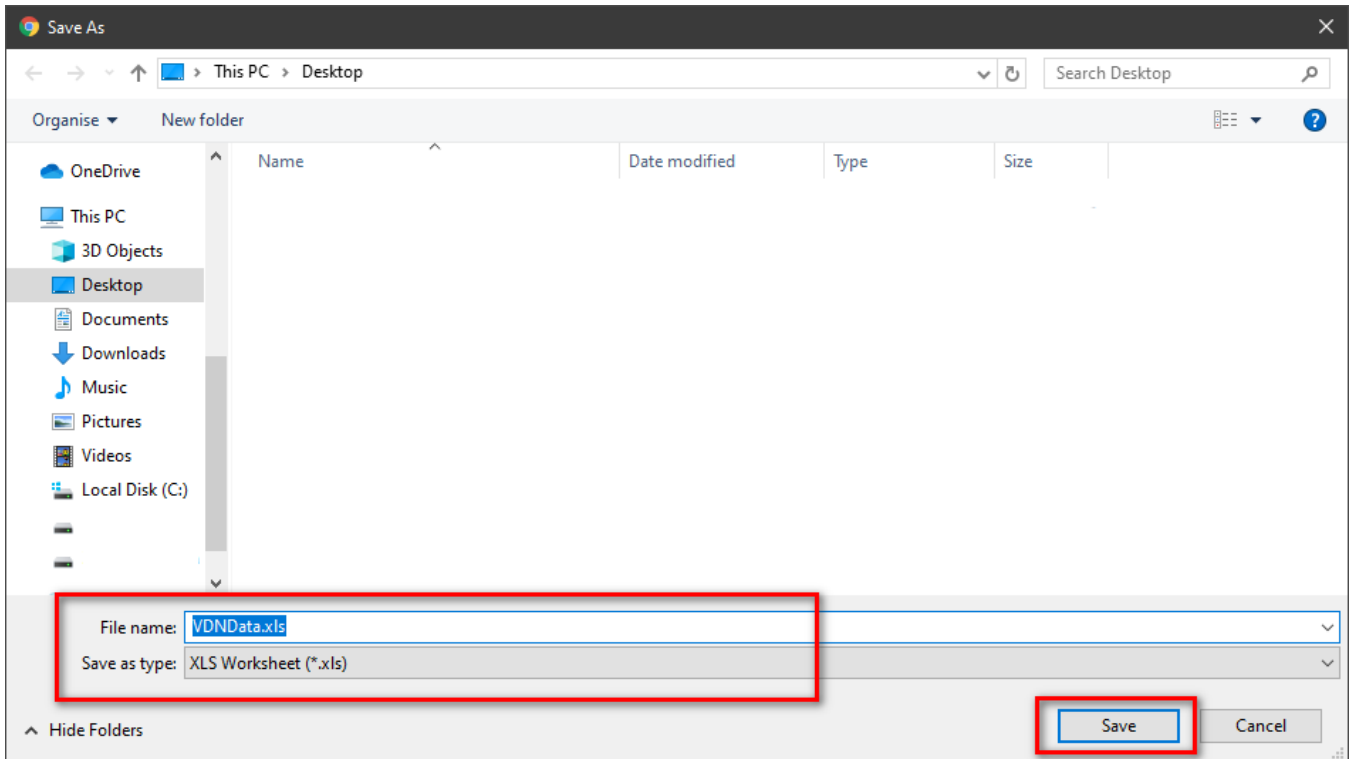 Save As
This PC > Desktop
Search Desktop
Organise
New folder
Name
Date modified
Type
Size
OneDrive
This PC
3D Objects
Desktop
Documents
Downloads
Music
Pictures
Videos
Local Disk (C:)
File name: VDNData.xls
Save as type: XLS Worksheet (*.xls)
Hide Folders
Save
Cancel